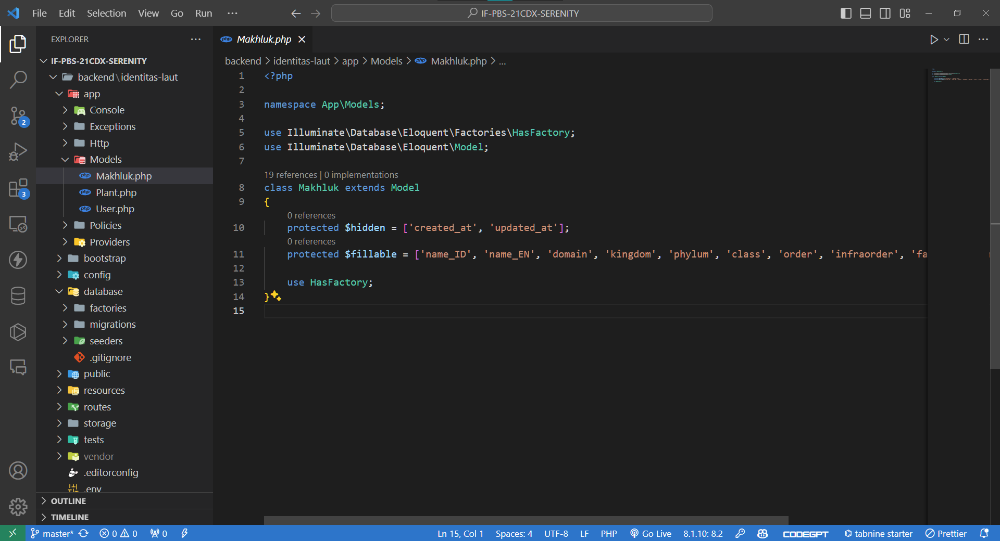 File Edit Selection View Go Run ···
IF-PBS-21CDX-SERENITY
EXPLORER
Makhluk.php
IF-PBS-21CDX-SERENITY
backend\identitas-laut
app
Console
Exceptions
Http
Models
Makhluk.php
Plant.php
User.php
Policies
Providers
bootstrap
config
database
factories
migrations
seeders
.gitignore
public
resources
routes
storage
tests
vendor
.editorconfig
.env
OUTLINE
TIMELINE
backend > identitas-laut > app > Models > Makhluk.php > ...
1 <?php
2
3 namespace App\Models;
4
5 use Illuminate\Database\Eloquent\Factories\HasFactory;
6 use Illuminate\Database\Eloquent\Model;
7
19 references | 0 implementations
8 class Makhluk extends Model
9 {
0 references
10 protected $hidden = ['created_at', 'updated_at'];
0 references
11 protected $fillable = ['name_ID', 'name_EN', 'domain', 'kingdom', 'phylum', 'class', 'order', 'infraorder', 'fa
12
13 use HasFactory;
14 }
15
2
3
master* 0 0 0
Ln 15, Col 1 Spaces: 4 UTF-8 LF PHP Go Live 8.1.10: 8.2 CODEGPT tabnine starter Prettier